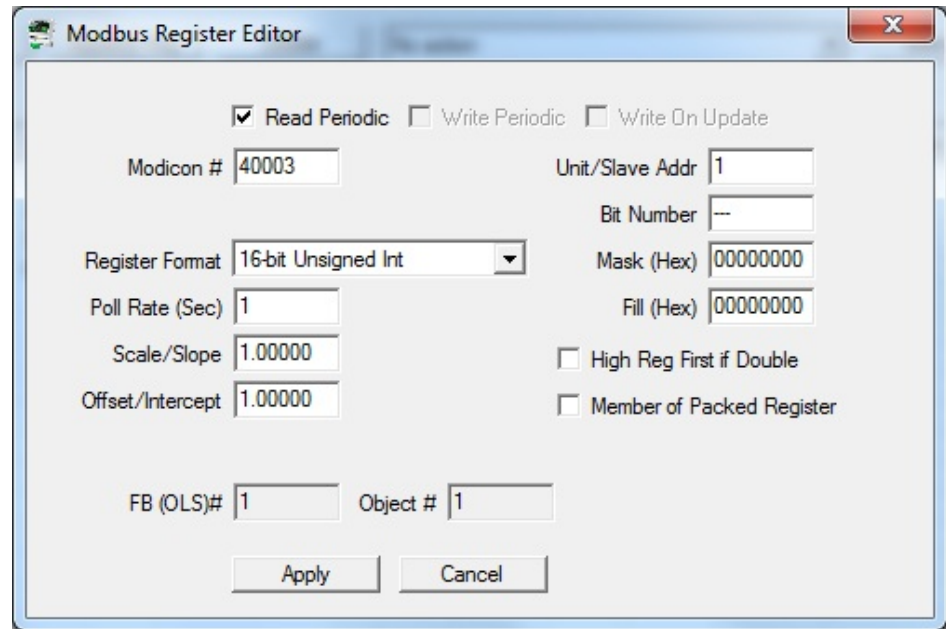 Modbus Register Editor
Read Periodic Write Periodic Write On Update
Modicon # 40003 Unit/Slave Addr 1
Bit Number ---
Register Format 16-bit Unsigned Int Mask (Hex) 00000000
Poll Rate (Sec) 1 Fill (Hex) 00000000
Scale/Slope 1.00000 High Reg First if Double
Offset/Intercept 1.00000 Member of Packed Register
FB (OLS)# 1 Object # 1
Apply Cancel